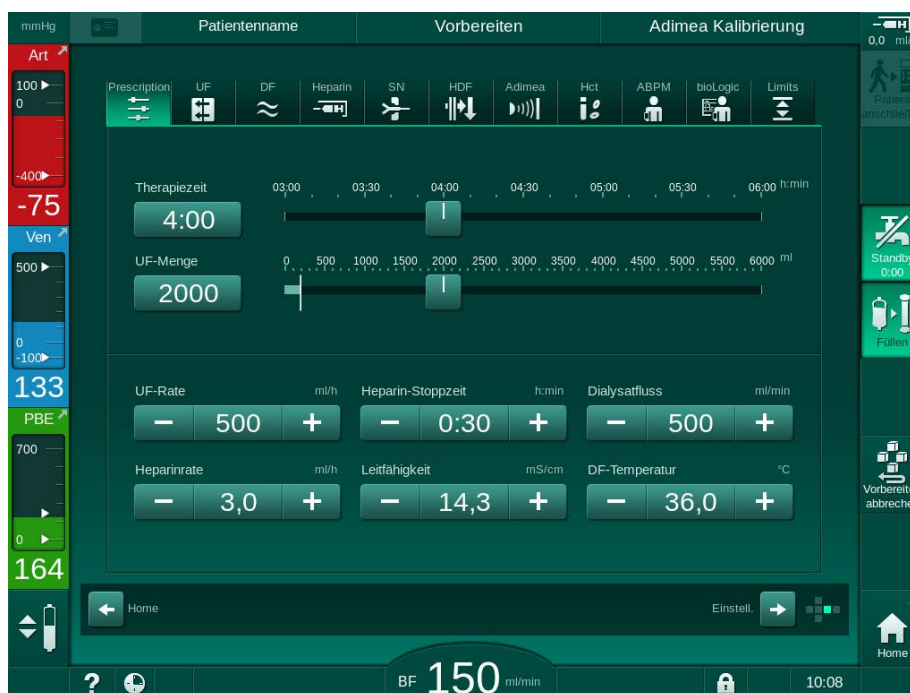 mmHg
Patientenname
Vorbereiten
Adimea Kalibrierung
0,0 ml/
Art
100
0
-400
-75
Ven
500
0
-100
133
PBE
700
0
164
Prescription UF DF Heparin SN HDF Adimea Hct ABPM bioLogic Limits
Therapiezeit
03:00 03:30 04:00 04:30 05:00 05:30 06:00 h:min
4:00
UF-Menge
0 500 1000 1500 2000 2500 3000 3500 4000 4500 5000 5500 6000 ml
2000
UF-Rate ml/h Heparin-Stoppzeit h:min Dialysatfluss ml/min
− 500 + − 0:30 + − 500 +
Heparinrate ml/h Leitfähigkeit mS/cm DF-Temperatur °C
− 3,0 + − 14,3 + − 36,0 +
Home
Einstell.
Patient
anschließ
Standby
0:00
Füllen
Vorbereite
abbreche
Home
?
BF 150 ml/min
10:08